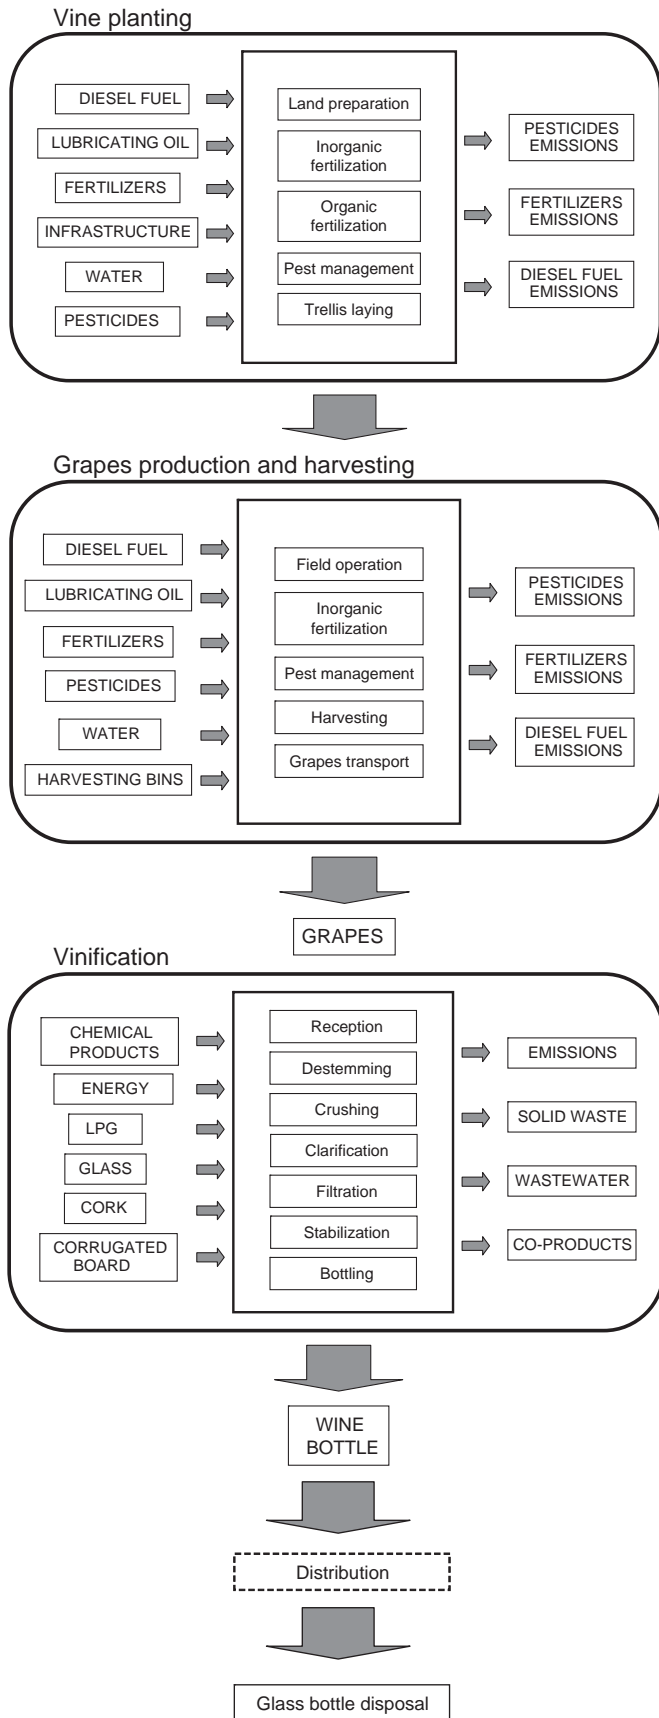 Vine planting
DIESEL FUEL
LUBRICATING OIL
FERTILIZERS
INFRASTRUCTURE
WATER
PESTICIDES
Land preparation
Inorganic
fertilization
Organic
fertilization
Pest management
Trellis laying
PESTICIDES
EMISSIONS
FERTILIZERS
EMISSIONS
DIESEL FUEL
EMISSIONS
Grapes production and harvesting
DIESEL FUEL
LUBRICATING OIL
FERTILIZERS
PESTICIDES
WATER
HARVESTING BINS
Field operation
Inorganic
fertilization
Pest management
Harvesting
Grapes transport
PESTICIDES
EMISSIONS
FERTILIZERS
EMISSIONS
DIESEL FUEL
EMISSIONS
GRAPES
Vinification
CHEMICAL
PRODUCTS
ENERGY
LPG
GLASS
CORK
CORRUGATED
BOARD
Reception
Destemming
Crushing
Clarification
Filtration
Stabilization
Bottling
EMISSIONS
SOLID WASTE
WASTEWATER
CO-PRODUCTS
WINE
BOTTLE
Distribution
Glass bottle disposal